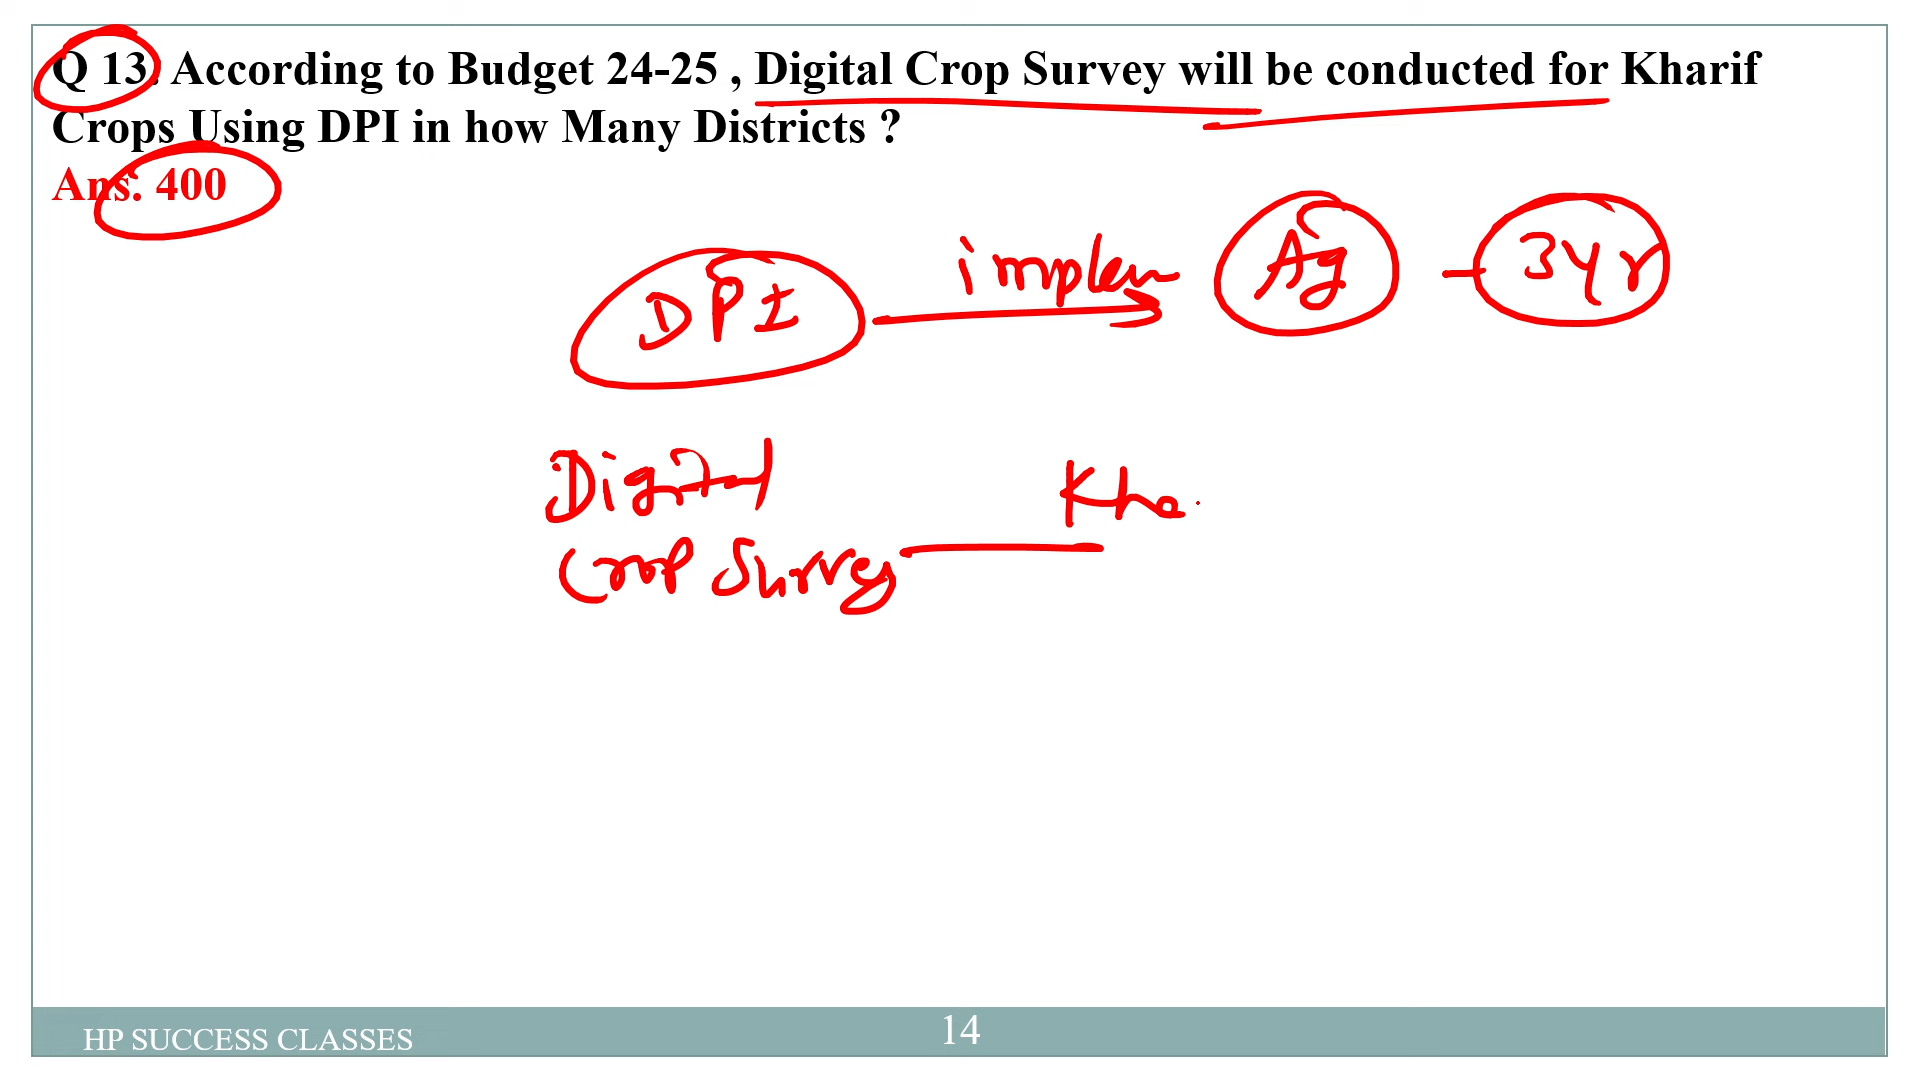 Q 13. According to Budget 24-25 , Digital Crop Survey will be conducted for Kharif
Crops Using DPI in how Many Districts ?
Ans. 400
DPI implem Ag - 3yr
Digital Kha
Crop Survey
HP SUCCESS CLASSES 14